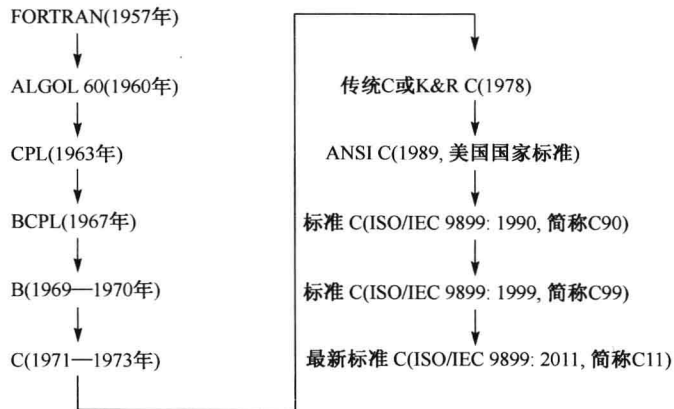 FORTRAN(1957年)
ALGOL 60(1960年)
CPL(1963年)
BCPL(1967年)
B(1969—1970年)
C(1971—1973年)
传统C或K&R C(1978)
ANSI C(1989, 美国国家标准)
标准 C(ISO/IEC 9899: 1990, 简称C90)
标准 C(ISO/IEC 9899: 1999, 简称C99)
最新标准 C(ISO/IEC 9899: 2011, 简称C11)